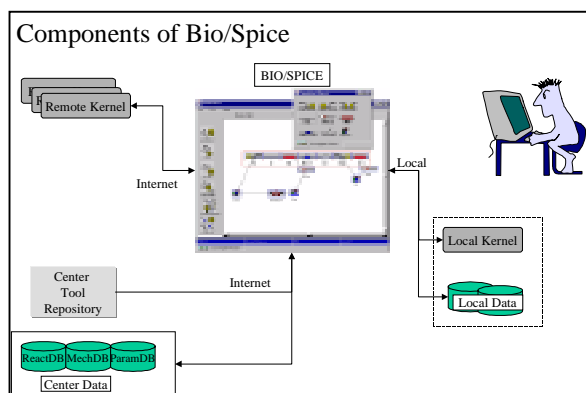 Components of Bio/Spice
BIO/SPICE
R
Remote Kernel
Internet
Local
Local Kernel
Local Data
Center
Tool
Repository
Internet
ReactDB MechDB ParamDB
Center Data